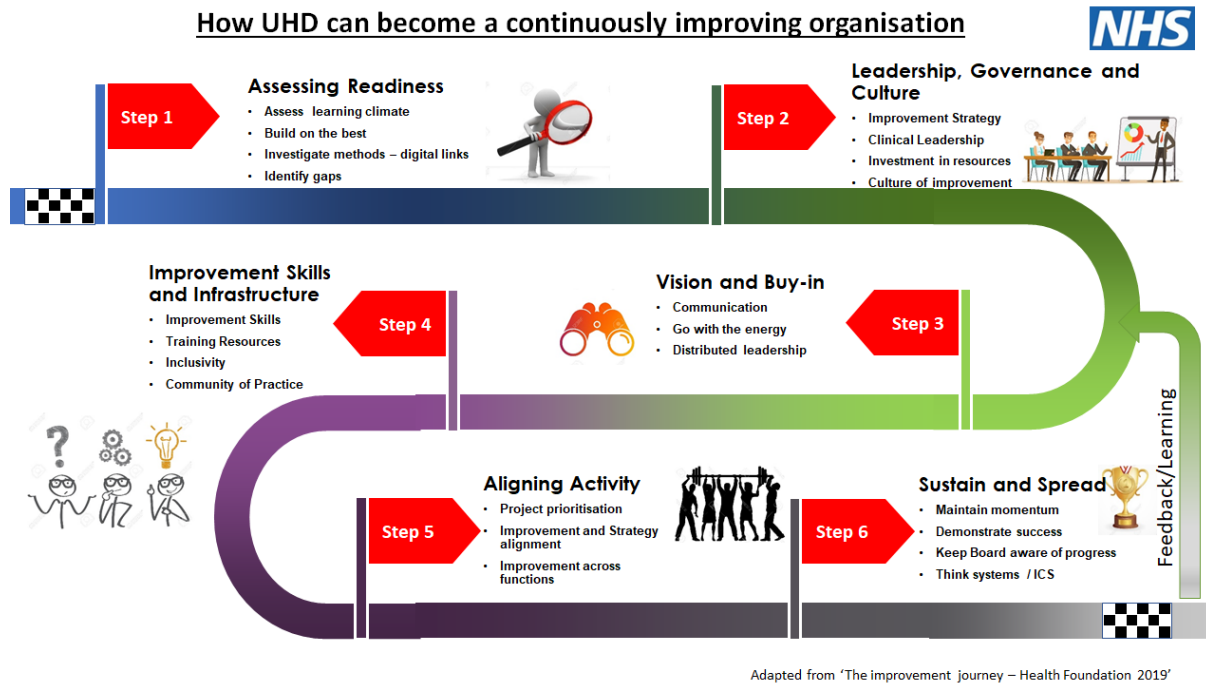 How UHD can become a continuously improving organisation
NHS
Step 1
Assessing Readiness
• Assess learning climate
• Build on the best
• Investigate methods – digital links
• Identify gaps
Step 2
Leadership, Governance and
Culture
• Improvement Strategy
• Clinical Leadership
• Investment in resources
• Culture of improvement
Step 3
Vision and Buy-in
• Communication
• Go with the energy
• Distributed leadership
Step 4
Improvement Skills
and Infrastructure
• Improvement Skills
• Training Resources
• Inclusivity
• Community of Practice
Step 5
Aligning Activity
• Project prioritisation
• Improvement and Strategy
alignment
• Improvement across
functions
Step 6
Sustain and Spread
• Maintain momentum
• Demonstrate success
• Keep Board aware of progress
• Think systems / ICS
Feedback/Learning
Adapted from ‘The improvement journey – Health Foundation 2019’